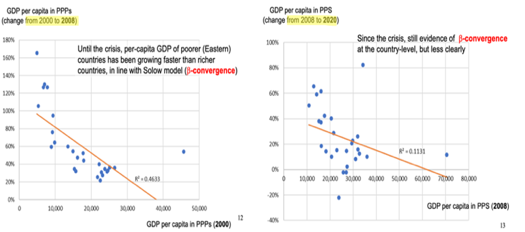 GDP per capita in PPPs
(change from 2000 to 2008)
180%
160%
140%
120%
100%
80%
60%
40%
20%
0%
Until the crisis, per-capita GDP of poorer (Eastern)
countries has been growing faster than richer
countries, in line with Solow model (β-convergence)
R² = 0.4633
0
10,000
20,000
30,000
40,000
50,000
GDP per capita in PPPs (2000)
12
GDP per capita in PPS
(change from 2008 to 2020)
100%
80%
60%
40%
20%
0%
-20%
-40%
Since the crisis, still evidence of β-convergence
at the country-level, but less clearly
R² = 0.1131
0
10,000
20,000
30,000
40,000
50,000
60,000
70,000
80,000
GDP per capita in PPS (2008)
13